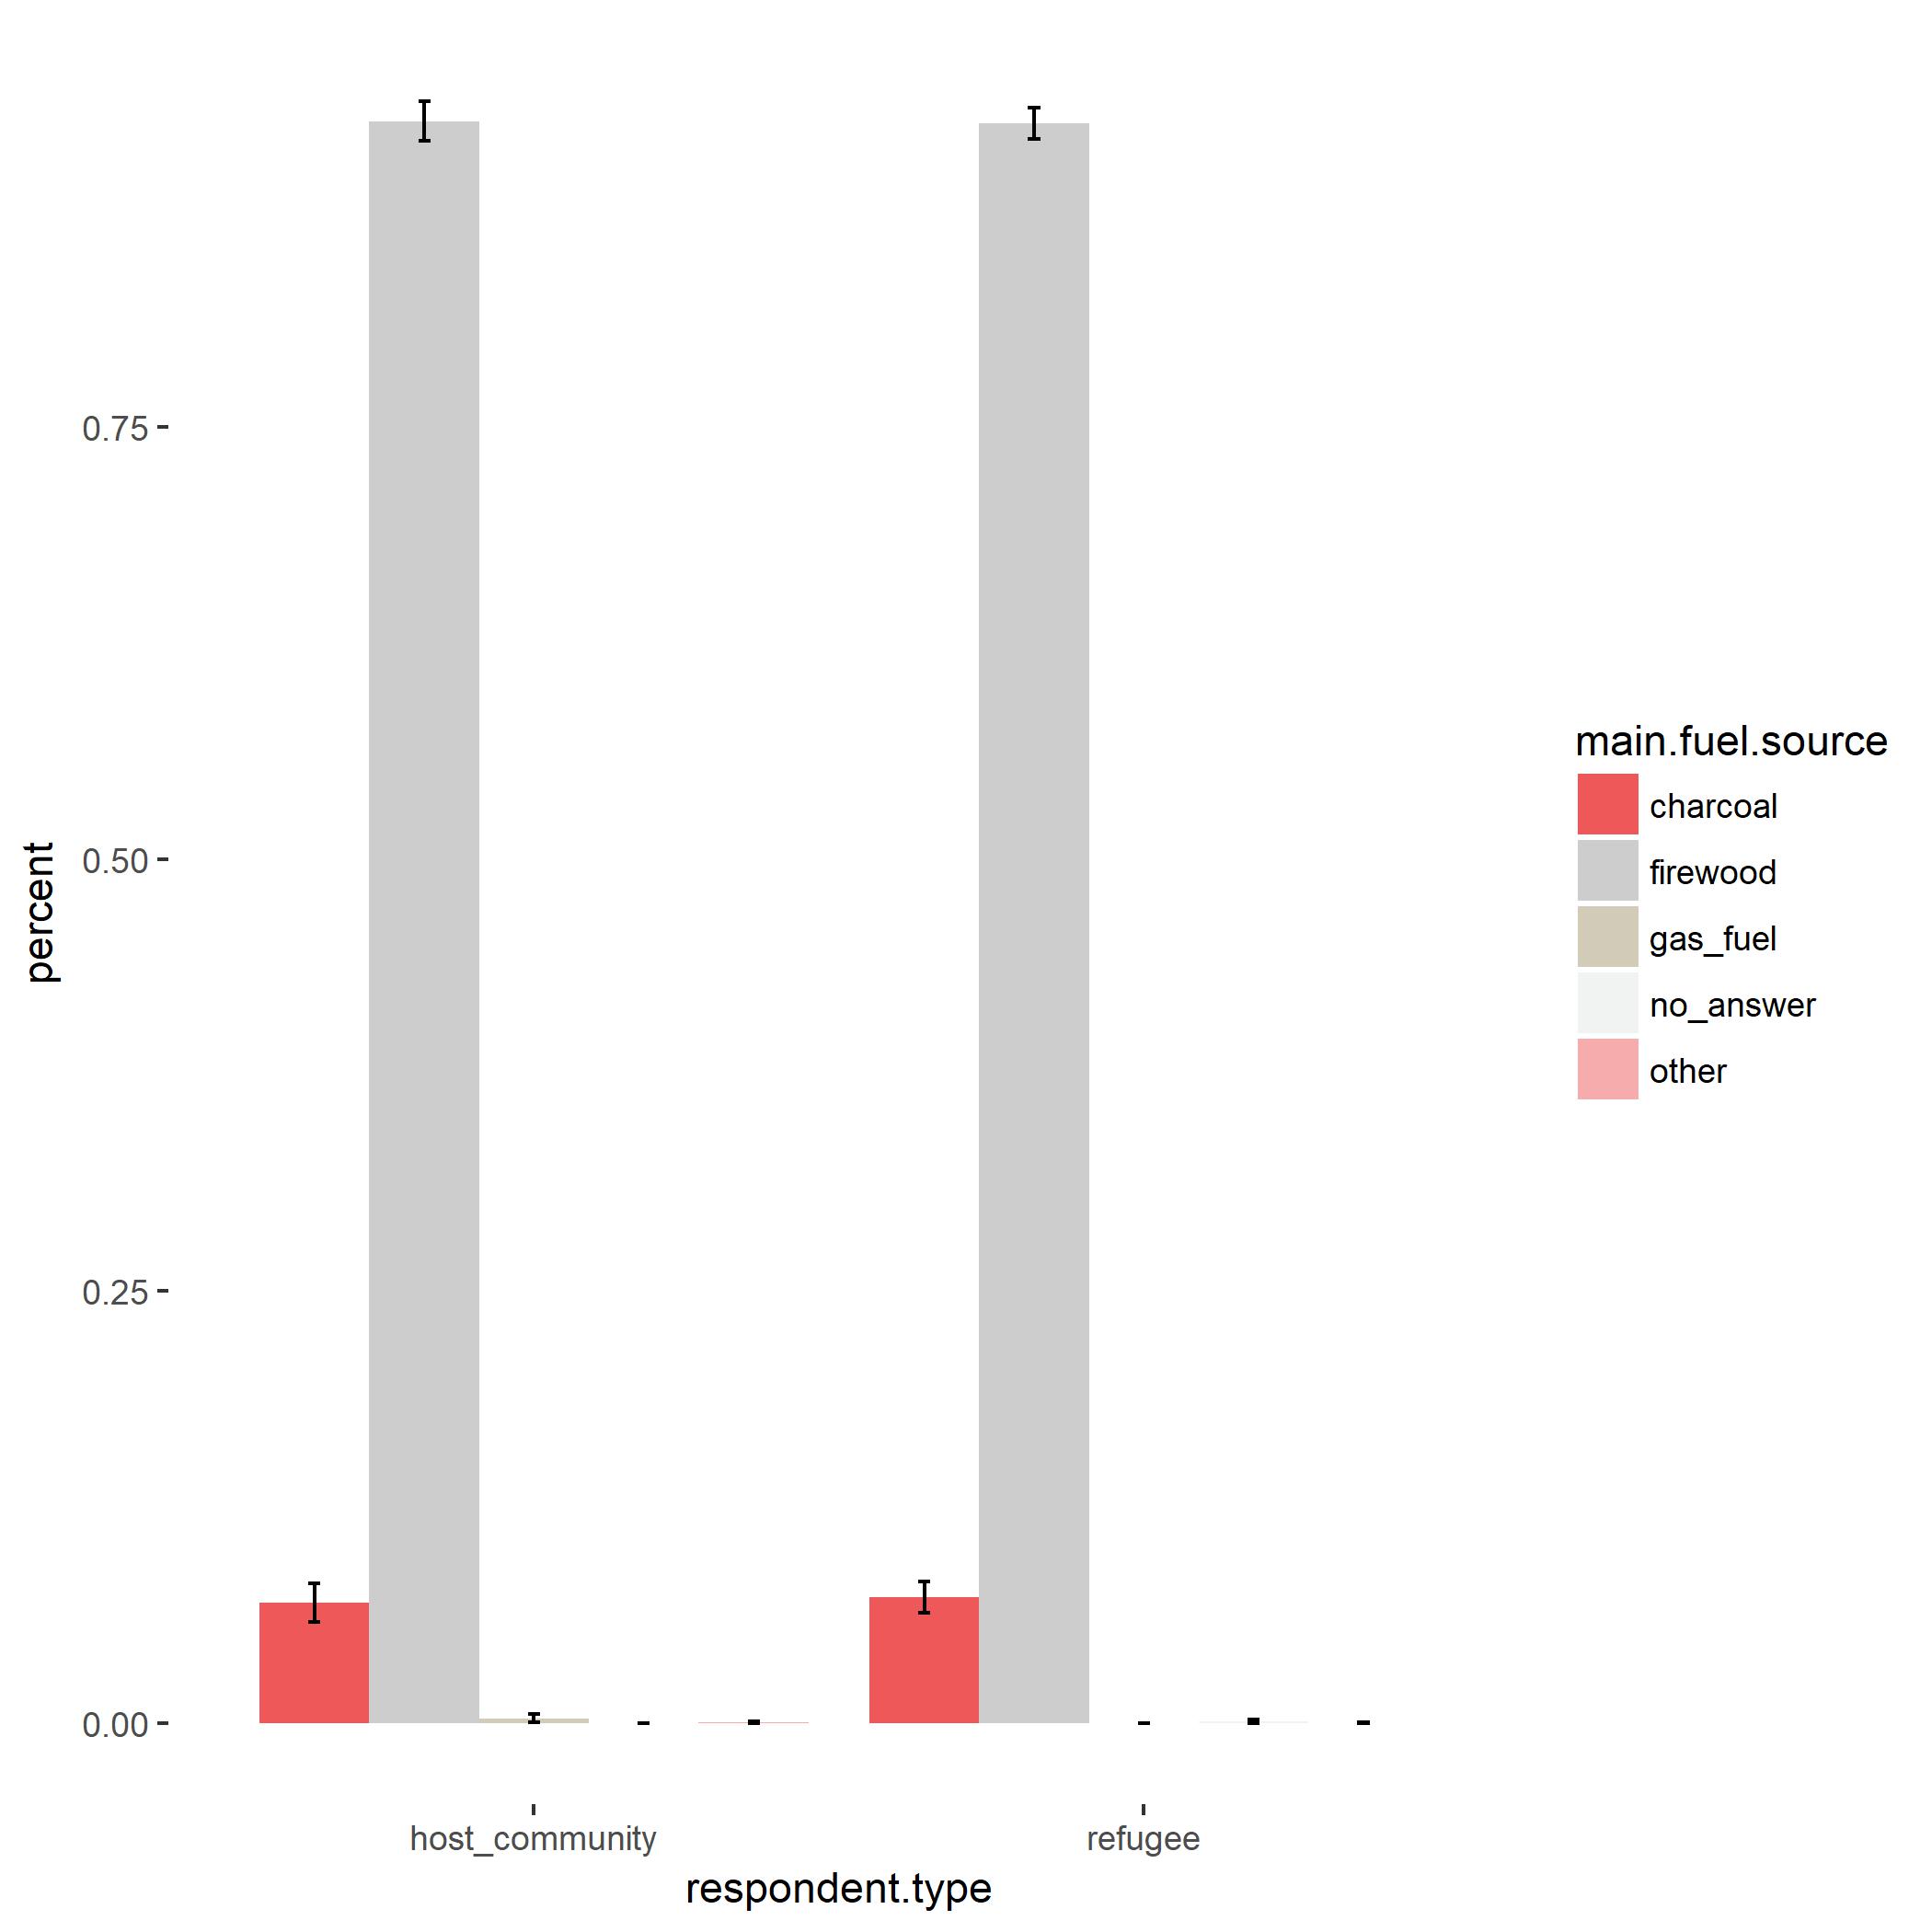 percent
0.75
0.50
0.25
0.00
host_community
refugee
respondent.type
main.fuel.source
charcoal
firewood
gas_fuel
no_answer
other